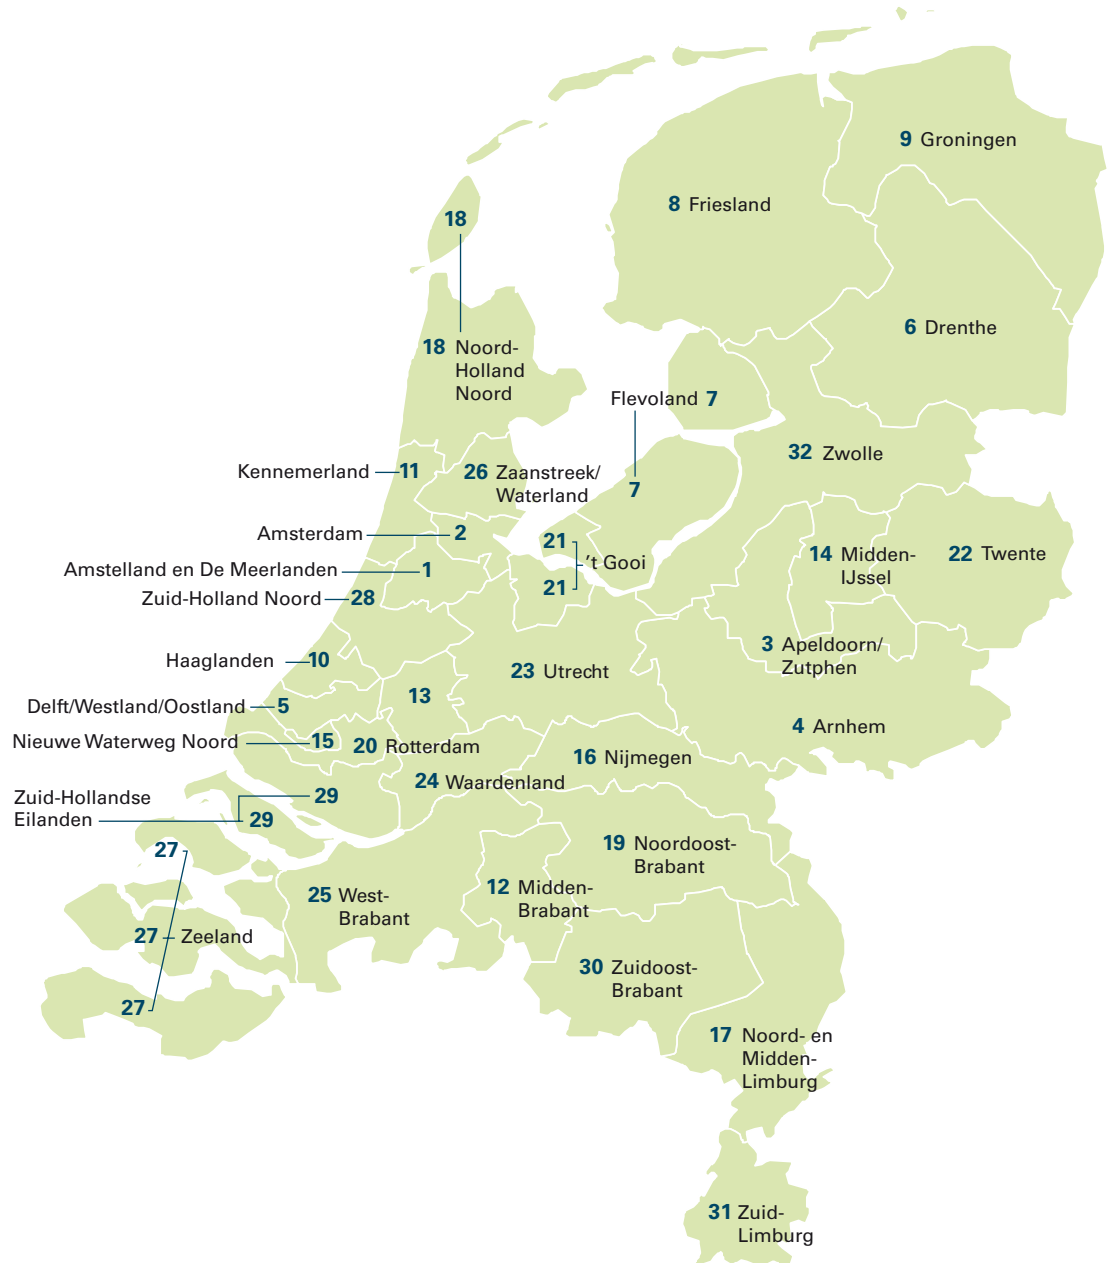 9 Groningen
8 Friesland
18
6 Drenthe
18 Noord-
Holland
Noord
Flevoland 7
32 Zwolle
Kennemerland 11
26 Zaanstreek/
Waterland
7
Amsterdam 2
21
14 Midden-
IJssel
22 Twente
't Gooi
Amstelland en De Meerlanden 1
21
Zuid-Holland Noord 28
3 Apeldoorn/
Zutphen
Haaglanden 10
23 Utrecht
13
Delft/Westland/Oostland 5
4 Arnhem
Nieuwe Waterweg Noord 15
20 Rotterdam
16 Nijmegen
24 Waardenland
Zuid-Hollandse
Eilanden
29
29
27
19 Noordoost-
Brabant
12 Midden-
Brabant
25 West-
Brabant
27 Zeeland
30 Zuidoost-
Brabant
27
17 Noord- en
Midden-
Limburg
31 Zuid-
Limburg